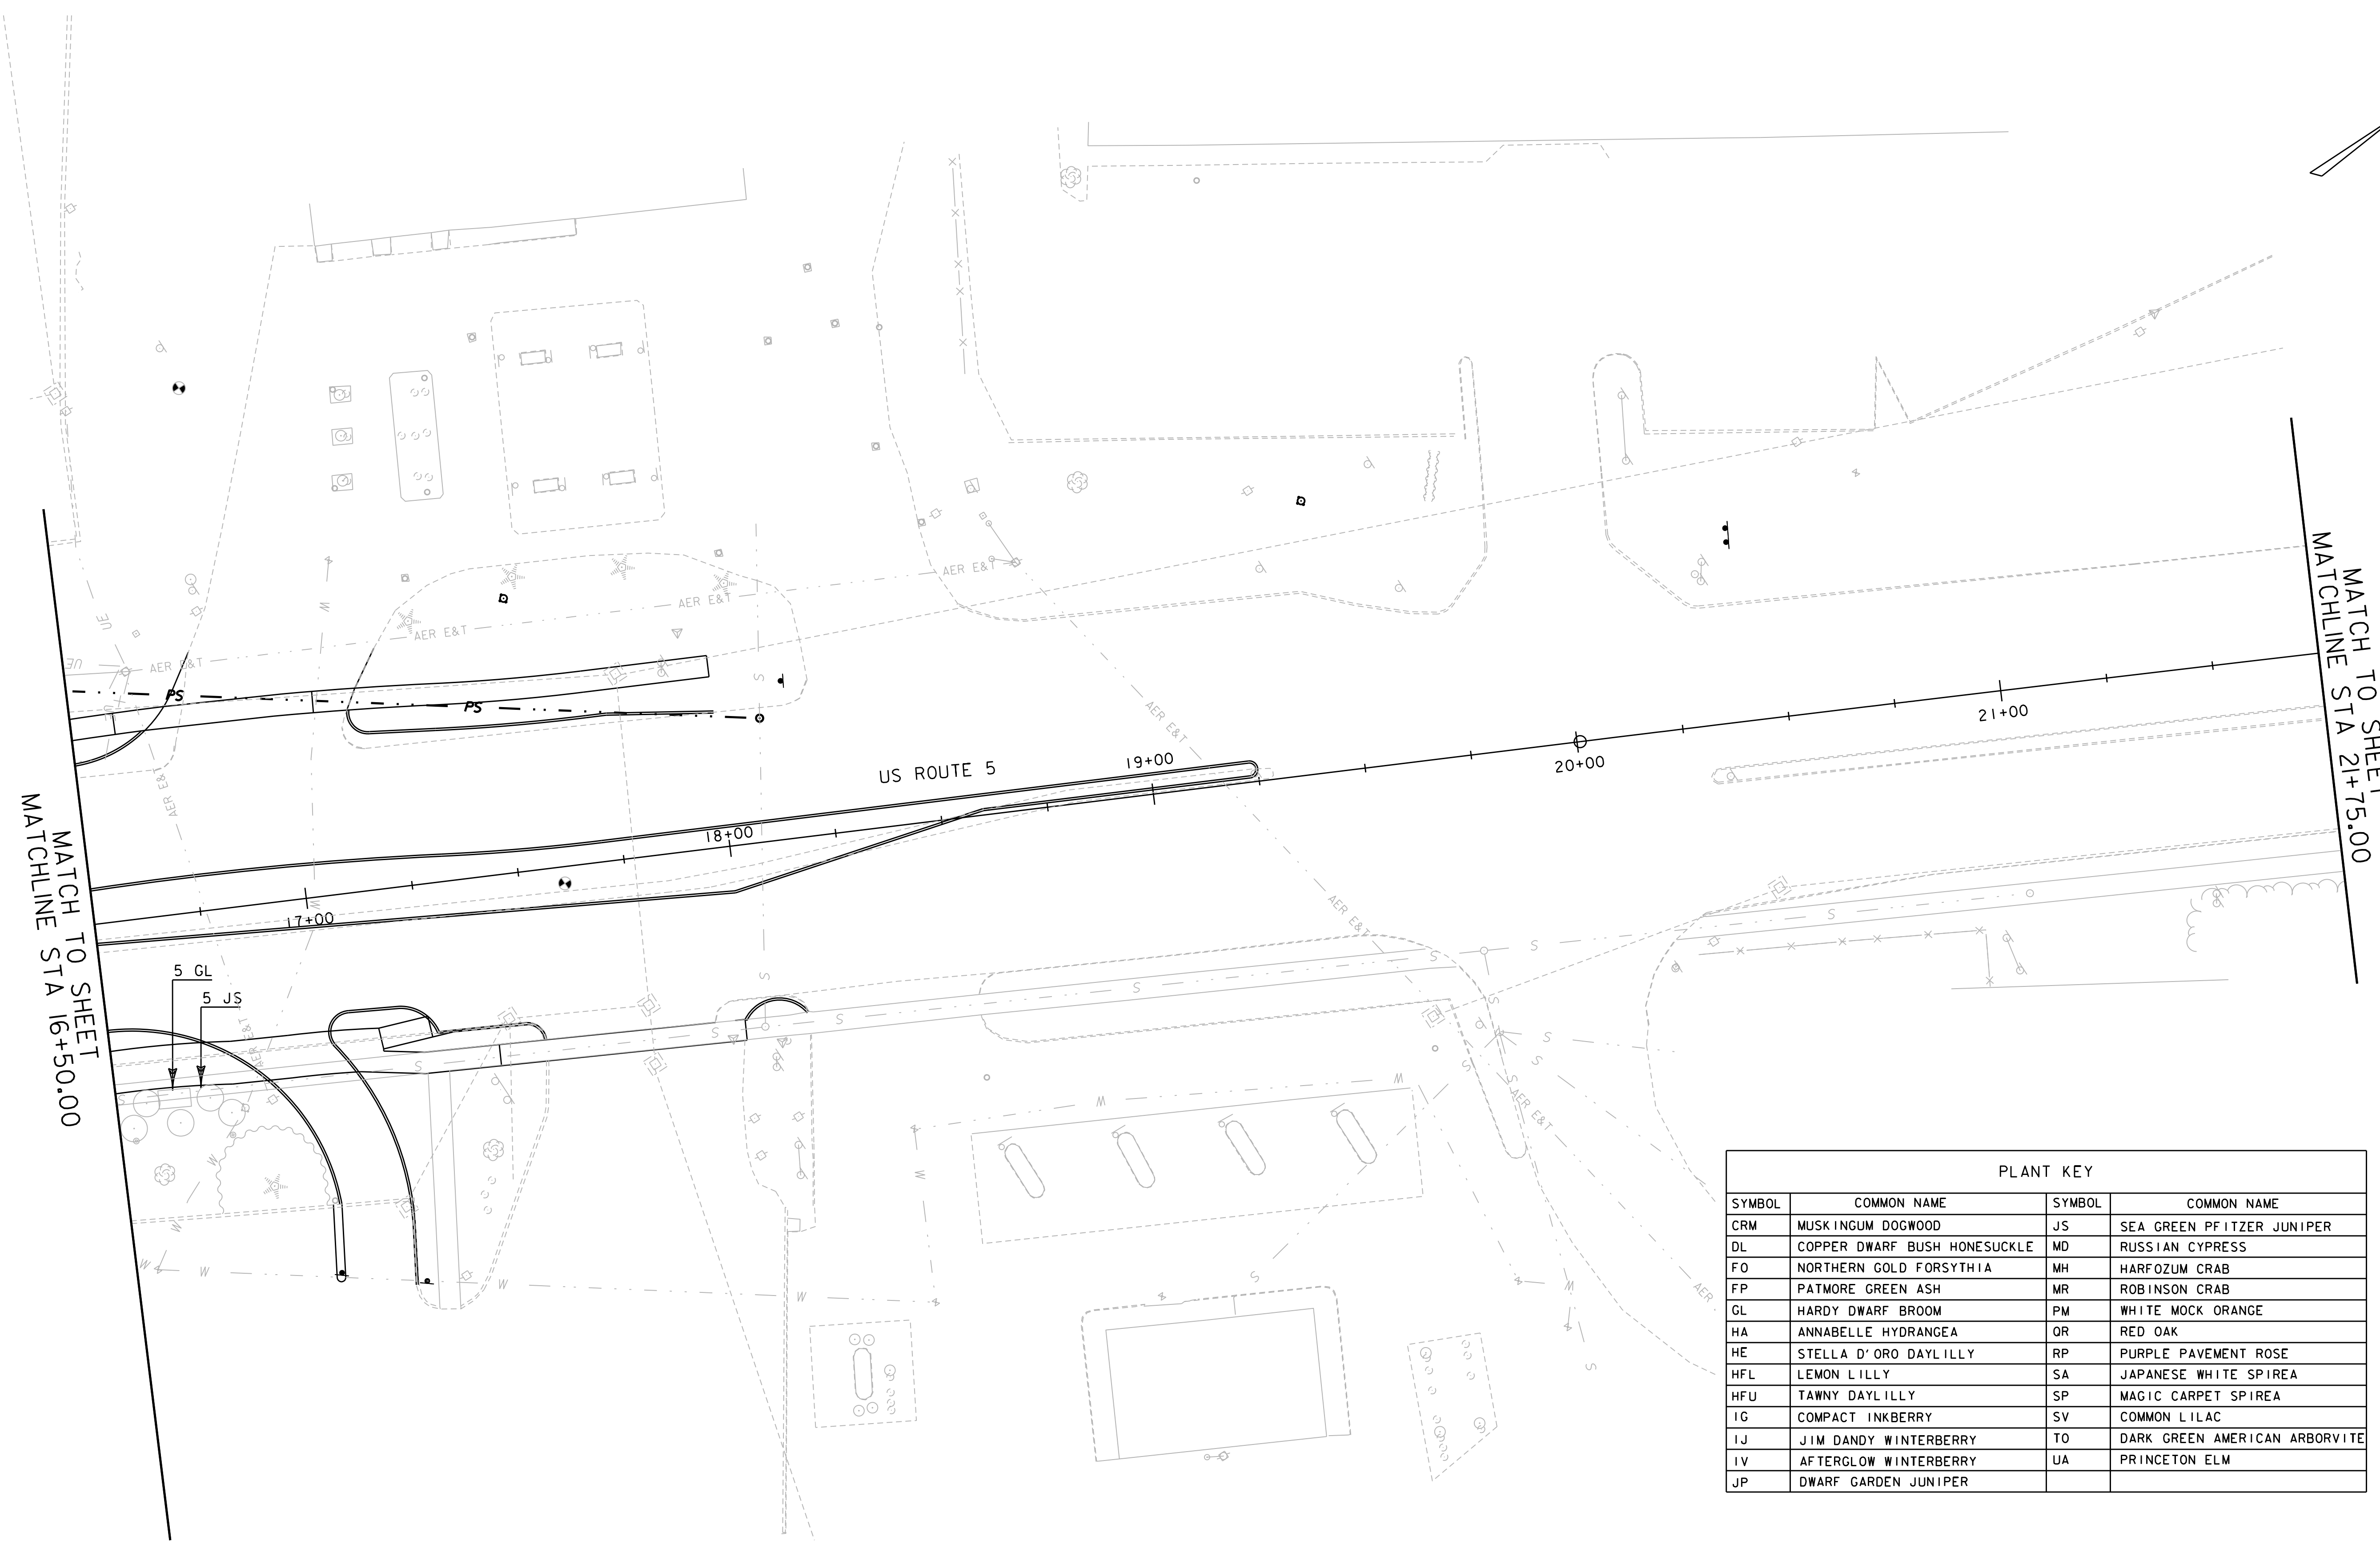 UE
UE
UE
AER E&T
AER E&T
AER E&T
AER E&T
W
S
PS
PS
AER E&T
AER E&T
AER E&T
US ROUTE 5
17+00
18+00
19+00
20+00
21+00
W
S
S
S
S
S
S
S
S
MATCH TO SHEET
MATCHLINE STA 16+50.00
MATCH TO SHEET
MATCHLINE STA 21+75.00
5 GL
5 JS
AER E&T
S
S
S
S
S
S
S
AER E&T
AER
W
W
W
W
W
W
W
W
W
W
W
S
S
PLANT KEY
SYMBOL COMMON NAME SYMBOL COMMON NAME
CRM MUSKINGUM DOGWOOD JS SEA GREEN PFITZER JUNIPER
DL COPPER DWARF BUSH HONESUCKLE MD RUSSIAN CYPRESS
FO NORTHERN GOLD FORSYTHIA MH HARFOZUM CRAB
FP PATMORE GREEN ASH MR ROBINSON CRAB
GL HARDY DWARF BROOM PM WHITE MOCK ORANGE
HA ANNABELLE HYDRANGEA QR RED OAK
HE STELLA D'ORO DAYLILLY RP PURPLE PAVEMENT ROSE
HFL LEMON LILLY SA JAPANESE WHITE SPIREA
HFU TAWNY DAYLILLY SP MAGIC CARPET SPIREA
IG COMPACT INKBERRY SV COMMON LILAC
IJ JIM DANDY WINTERBERRY TO DARK GREEN AMERICAN ARBORVITE
IV AFTERGLOW WINTERBERRY UA PRINCETON ELM
JP DWARF GARDEN JUNIPER